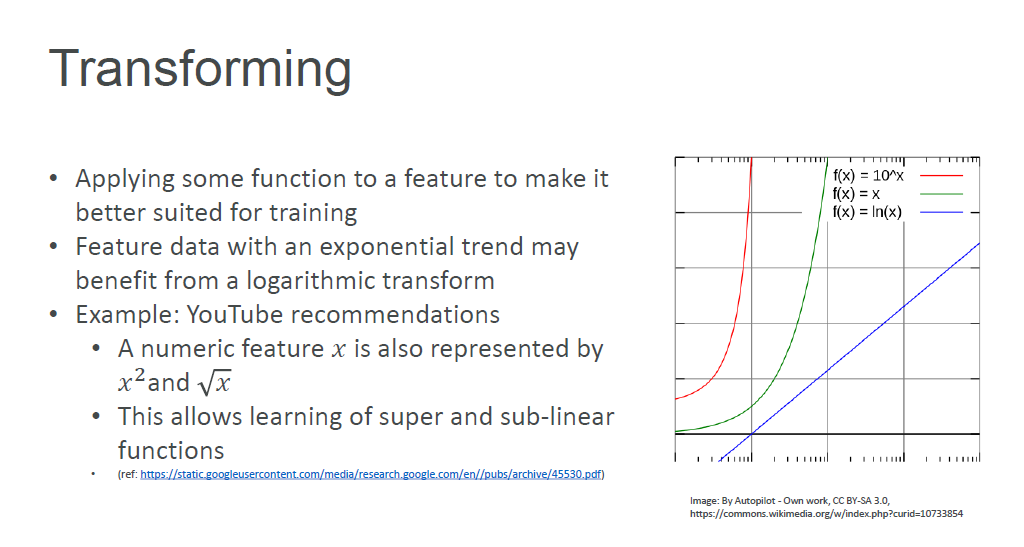 Transforming
• Applying some function to a feature to make it
better suited for training
• Feature data with an exponential trend may
benefit from a logarithmic transform
• Example: YouTube recommendations
• A numeric feature 𝑥 is also represented by
𝑥² and √𝑥
• This allows learning of super and sub-linear
functions
• (ref: https://static.googleusercontent.com/media/research.google.com/en//pubs/archive/45530.pdf)
f(x) = 10^x
f(x) = x
f(x) = ln(x)
Image: By Autopilot - Own work, CC BY-SA 3.0,
https://commons.wikimedia.org/w/index.php?curid=10733854